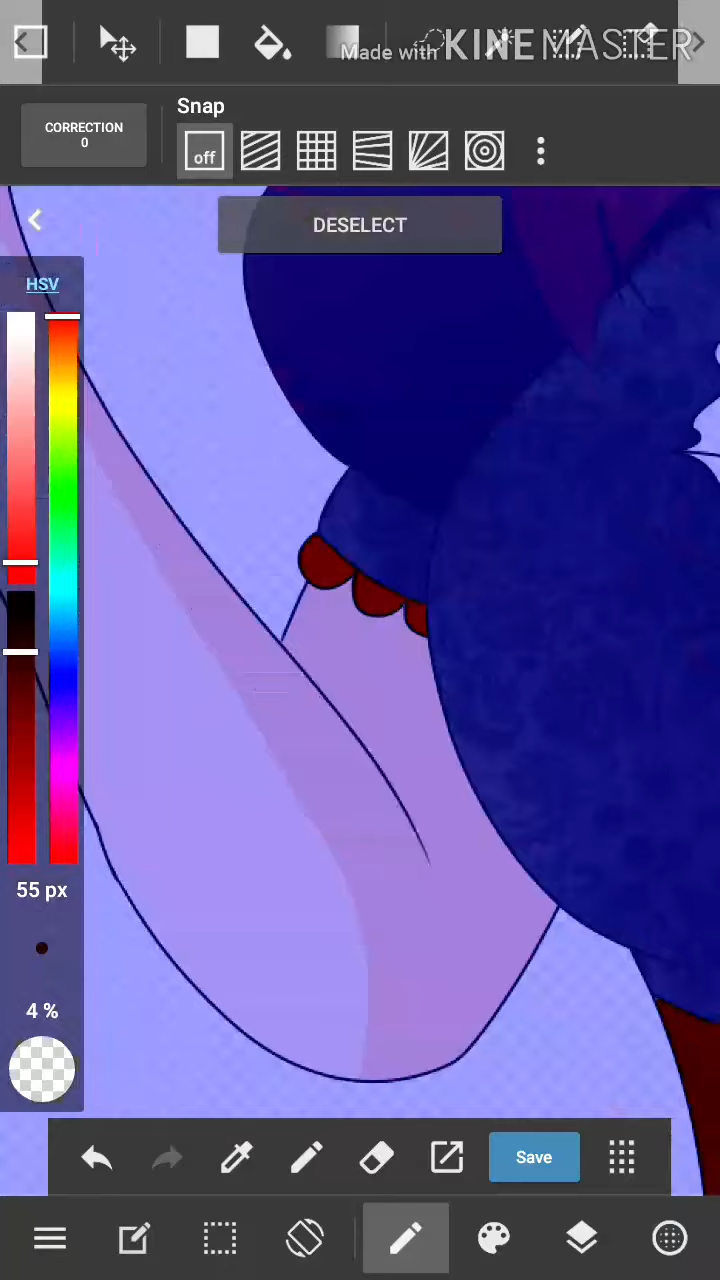 Made with KINEMASTER
CORRECTION
0
Snap
off
DESELECT
HSV
55 px
4 %
Save